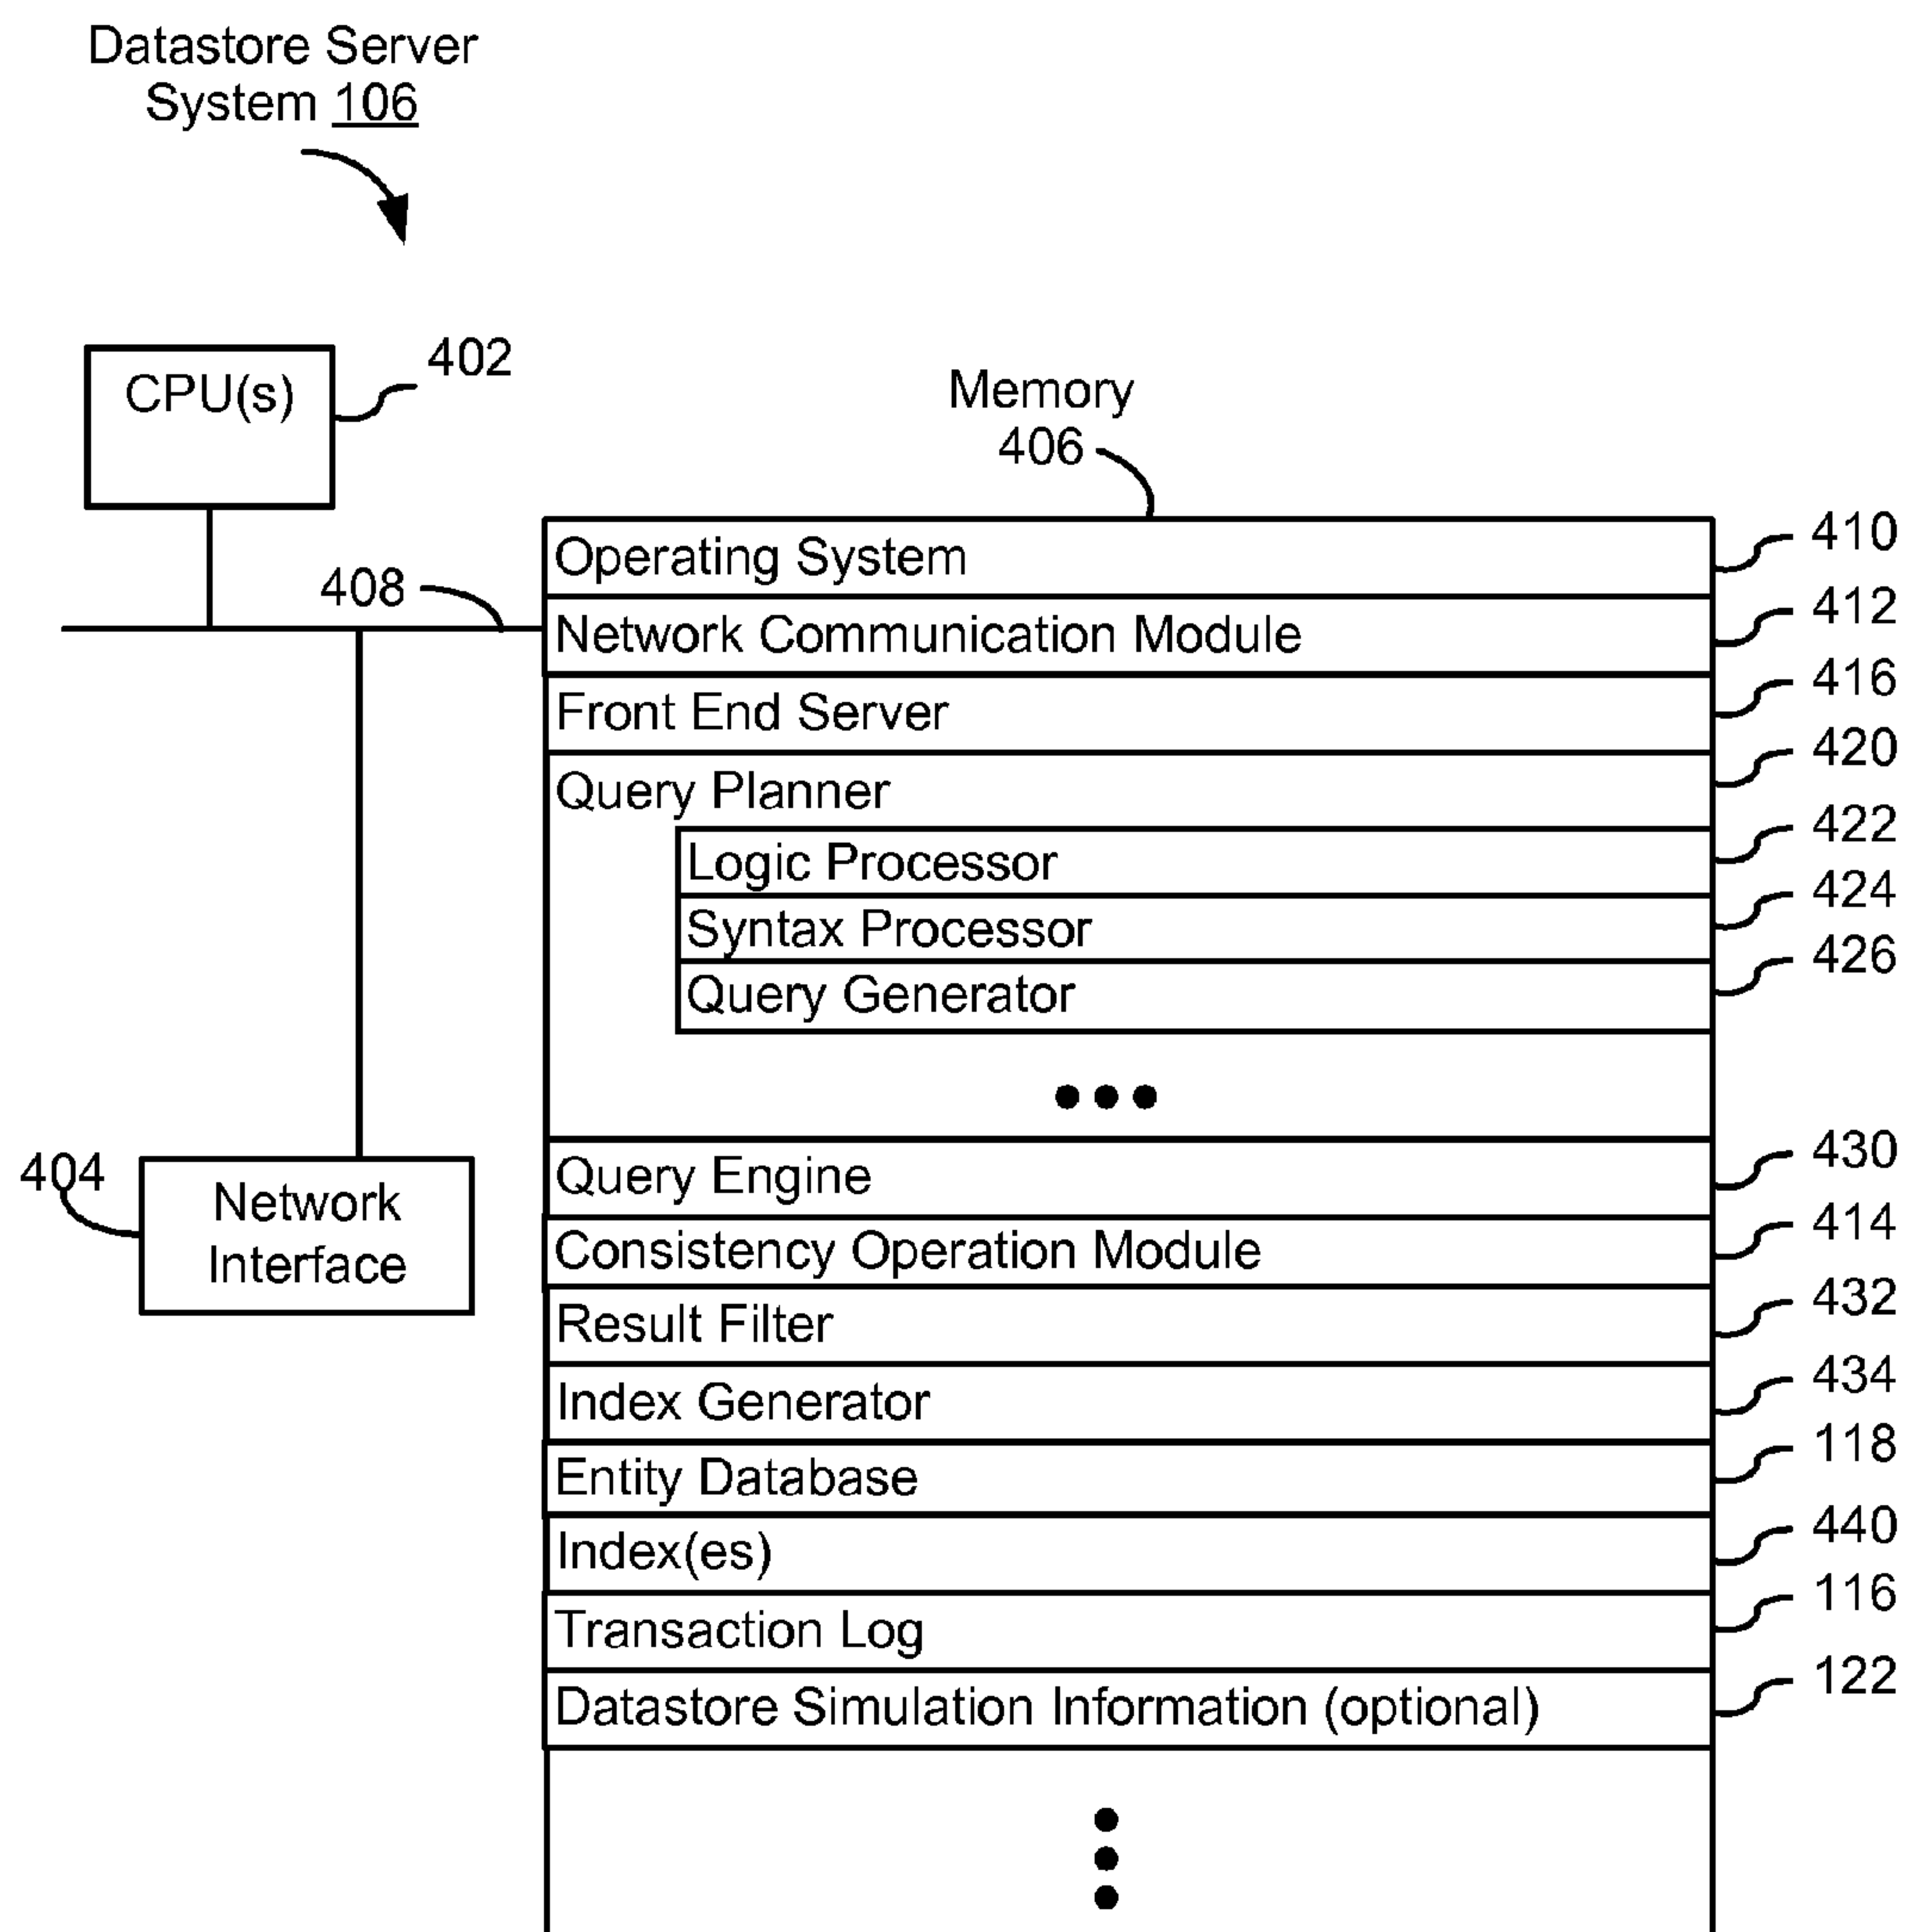 Datastore Server
System 106
CPU(s)
402
Memory
406
408
Operating System
410
Network Communication Module
412
Front End Server
416
Query Planner
420
Logic Processor
422
Syntax Processor
424
Query Generator
426
404
Network
Interface
Query Engine
430
Consistency Operation Module
414
Result Filter
432
Index Generator
434
Entity Database
118
Index(es)
440
Transaction Log
116
Datastore Simulation Information (optional)
122